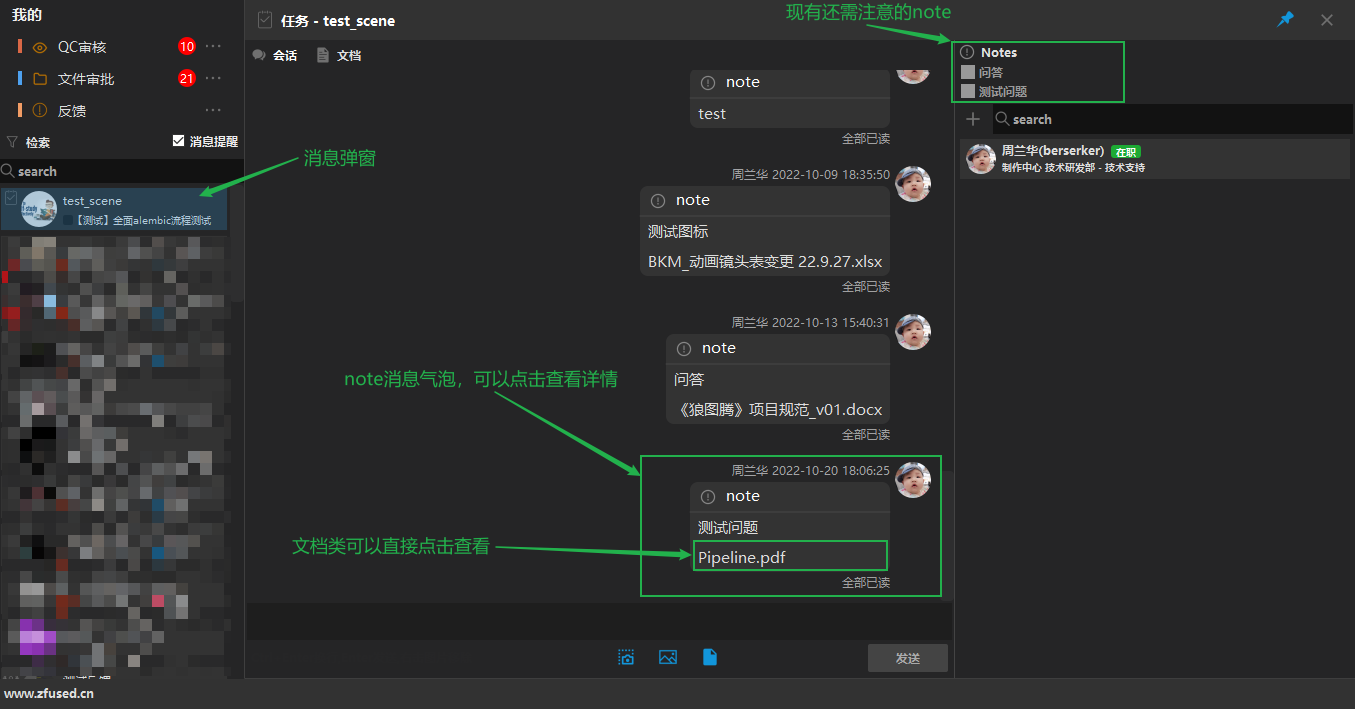 我的
QC审核 10 ···
文件审批 21 ···
反馈 ···
检索 消息提醒
search
test_scene
【测试】全面alembic流程测试
www.zfused.cn
任务 - test_scene
会话 文档
消息弹窗
note
test
全部已读
周兰华 2022-10-09 18:35:50
note
测试图标
BKM_动画镜头表变更 22.9.27.xlsx
全部已读
周兰华 2022-10-13 15:40:31
note
问答
《狼图腾》项目规范_v01.docx
全部已读
note消息气泡，可以点击查看详情
周兰华 2022-10-20 18:06:25
note
测试问题
文档类可以直接点击查看
Pipeline.pdf
全部已读
发送
现有还需注意的note
Notes
问答
测试问题
search
周兰华(berserker) 在职
制作中心 技术研发部 - 技术支持